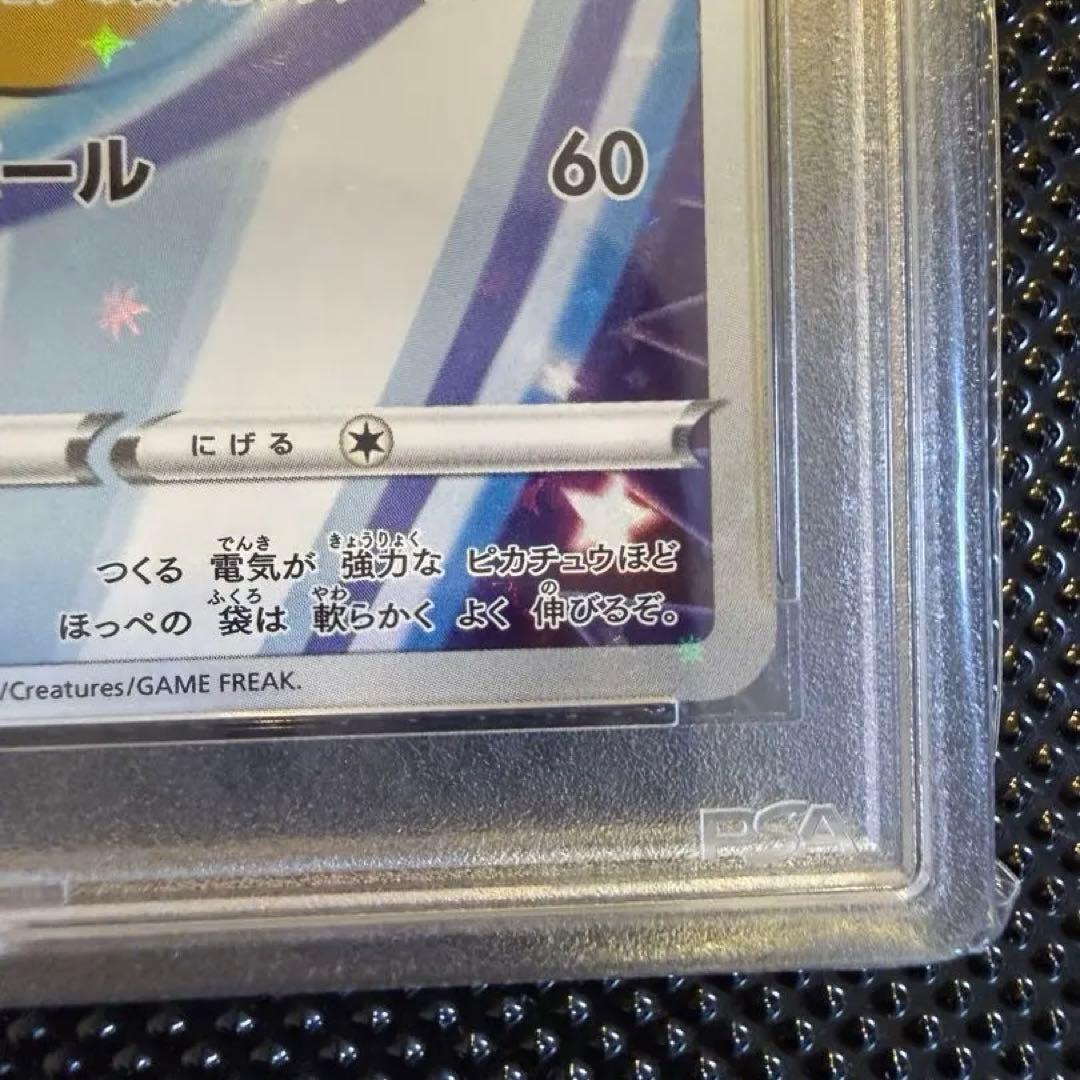 ール
60
にげる
つくる 電気が 強力な ピカチュウほど
ほっぺの 袋は 軟らかく よく 伸びるぞ。
/Creatures/GAME FREAK.
PSA